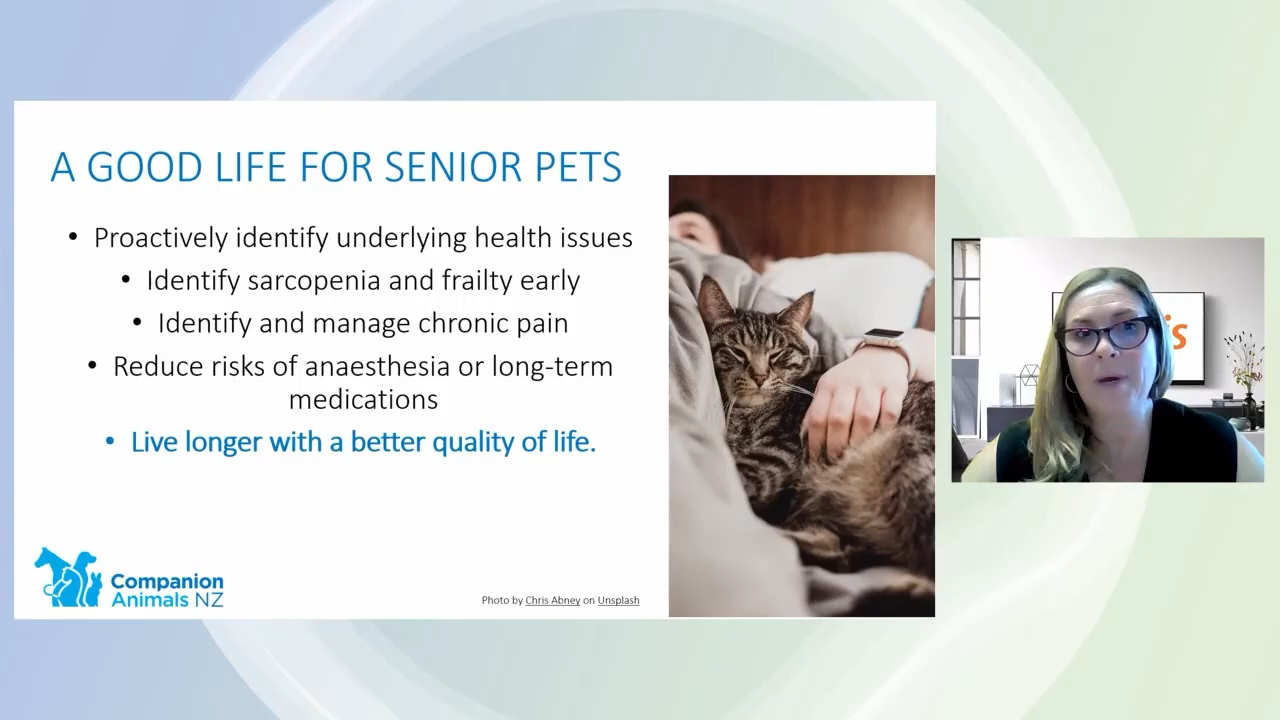 A GOOD LIFE FOR SENIOR PETS
• Proactively identify underlying health issues
• Identify sarcopenia and frailty early
• Identify and manage chronic pain
• Reduce risks of anaesthesia or long-term
medications
• Live longer with a better quality of life.
Companion
Animals NZ
Photo by Chris Abney on Unsplash
is